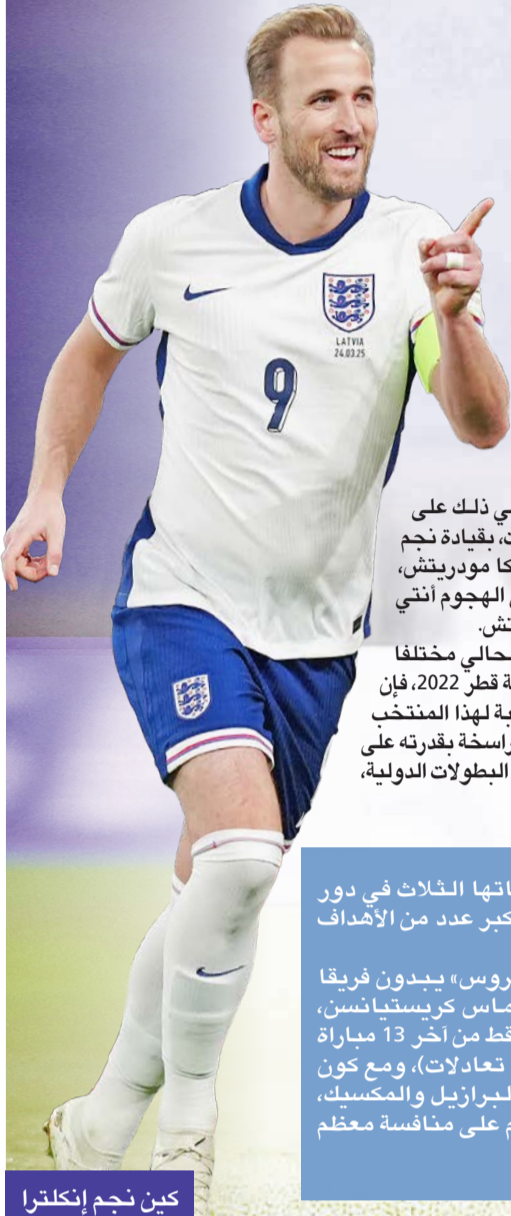 LATVIA
24.03.25
9
ي ذلك على
ت، بقيادة نجم
كا مودريتش،
الهجوم أنتي
تش.
حالي مختلفا
ة قطر 2022، فإن
بة لهذا المنتخب
راسخة بقدرته على
البطولات الدولية،
اتها الثلاث في دور
كبر عدد من الأهداف
روس» يبدون فريقا
ماس كريستيانسن،
قط من آخر 13 مباراة
تعادلات)، ومع كون
لبرازيل والمكسيك،
م على منافسة معظم
كين نجم إنكلترا